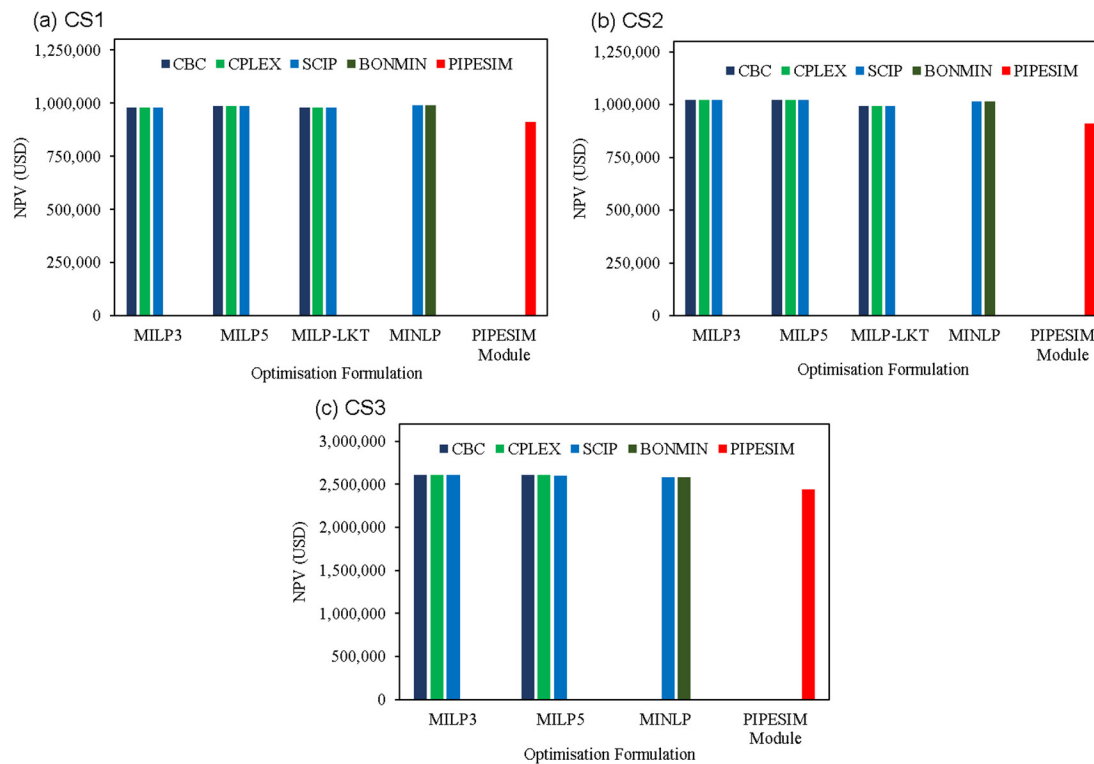 (a) CS1
1,250,000
CBC CPLEX SCIP BONMIN PIPESIM
1,000,000
750,000
500,000
250,000
0
NPV (USD)
MILP3 MILP5 MILP-LKT MINLP PIPESIM
Module
Optimisation Formulation
(b) CS2
1,250,000
CBC CPLEX SCIP BONMIN PIPESIM
1,000,000
750,000
500,000
250,000
0
NPV (USD)
MILP3 MILP5 MILP-LKT MINLP PIPESIM
Module
Optimisation Formulation
(c) CS3
3,000,000
CBC CPLEX SCIP BONMIN PIPESIM
2,500,000
2,000,000
1,500,000
1,000,000
500,000
0
NPV (USD)
MILP3 MILP5 MINLP PIPESIM
Module
Optimisation Formulation